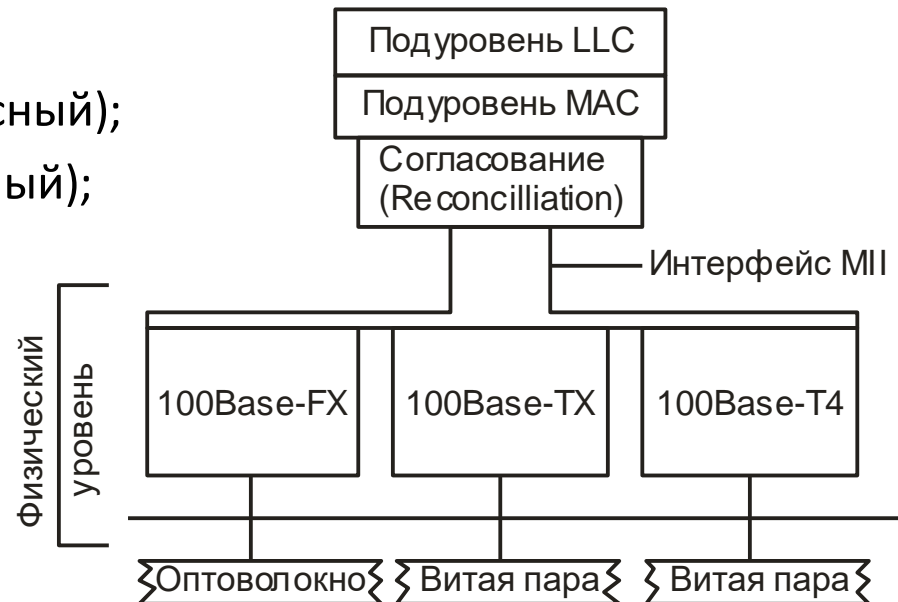 сный);
ый);
Подуровень LLC
Подуровень MAC
Согласование
(Reconcilliation)
Интерфейс MII
Физический
уровень
100Base-FX
100Base-TX
100Base-T4
Оптоволокно
Витая пара
Витая пара